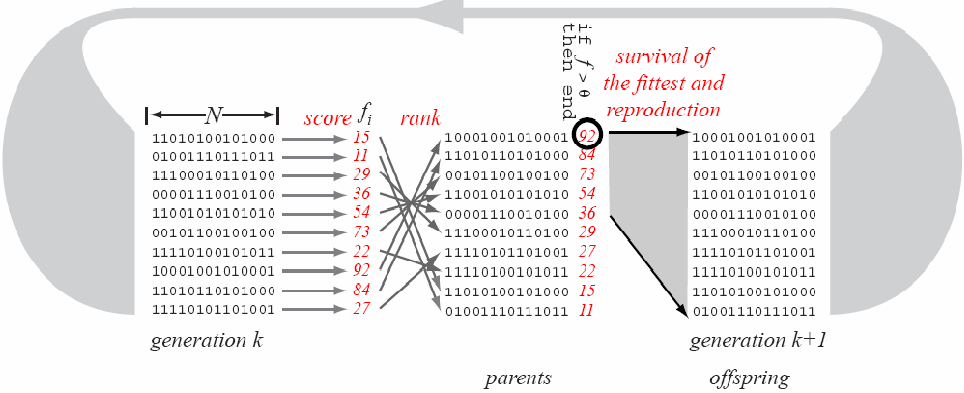 if f > θ
then end
survival of
the fittest and
reproduction
N
score fi rank
11010100101000 15 10001001010001 92 10001001010001
01001110111011 11 11010110101000 84 11010110101000
11100010110100 29 00101100100100 73 00101100100100
00001110010100 36 11001010101010 54 11001010101010
11001010101010 54 00001110010100 36 00001110010100
00101100100100 73 11100010110100 29 11100010110100
11110100101011 22 11110101101001 27 11110101101001
10001001010001 92 11110100101011 22 11110100101011
11010110101000 84 11010100101000 15 11010100101000
11110101101001 27 01001110111011 11 01001110111011
generation k
generation k+1
parents
offspring